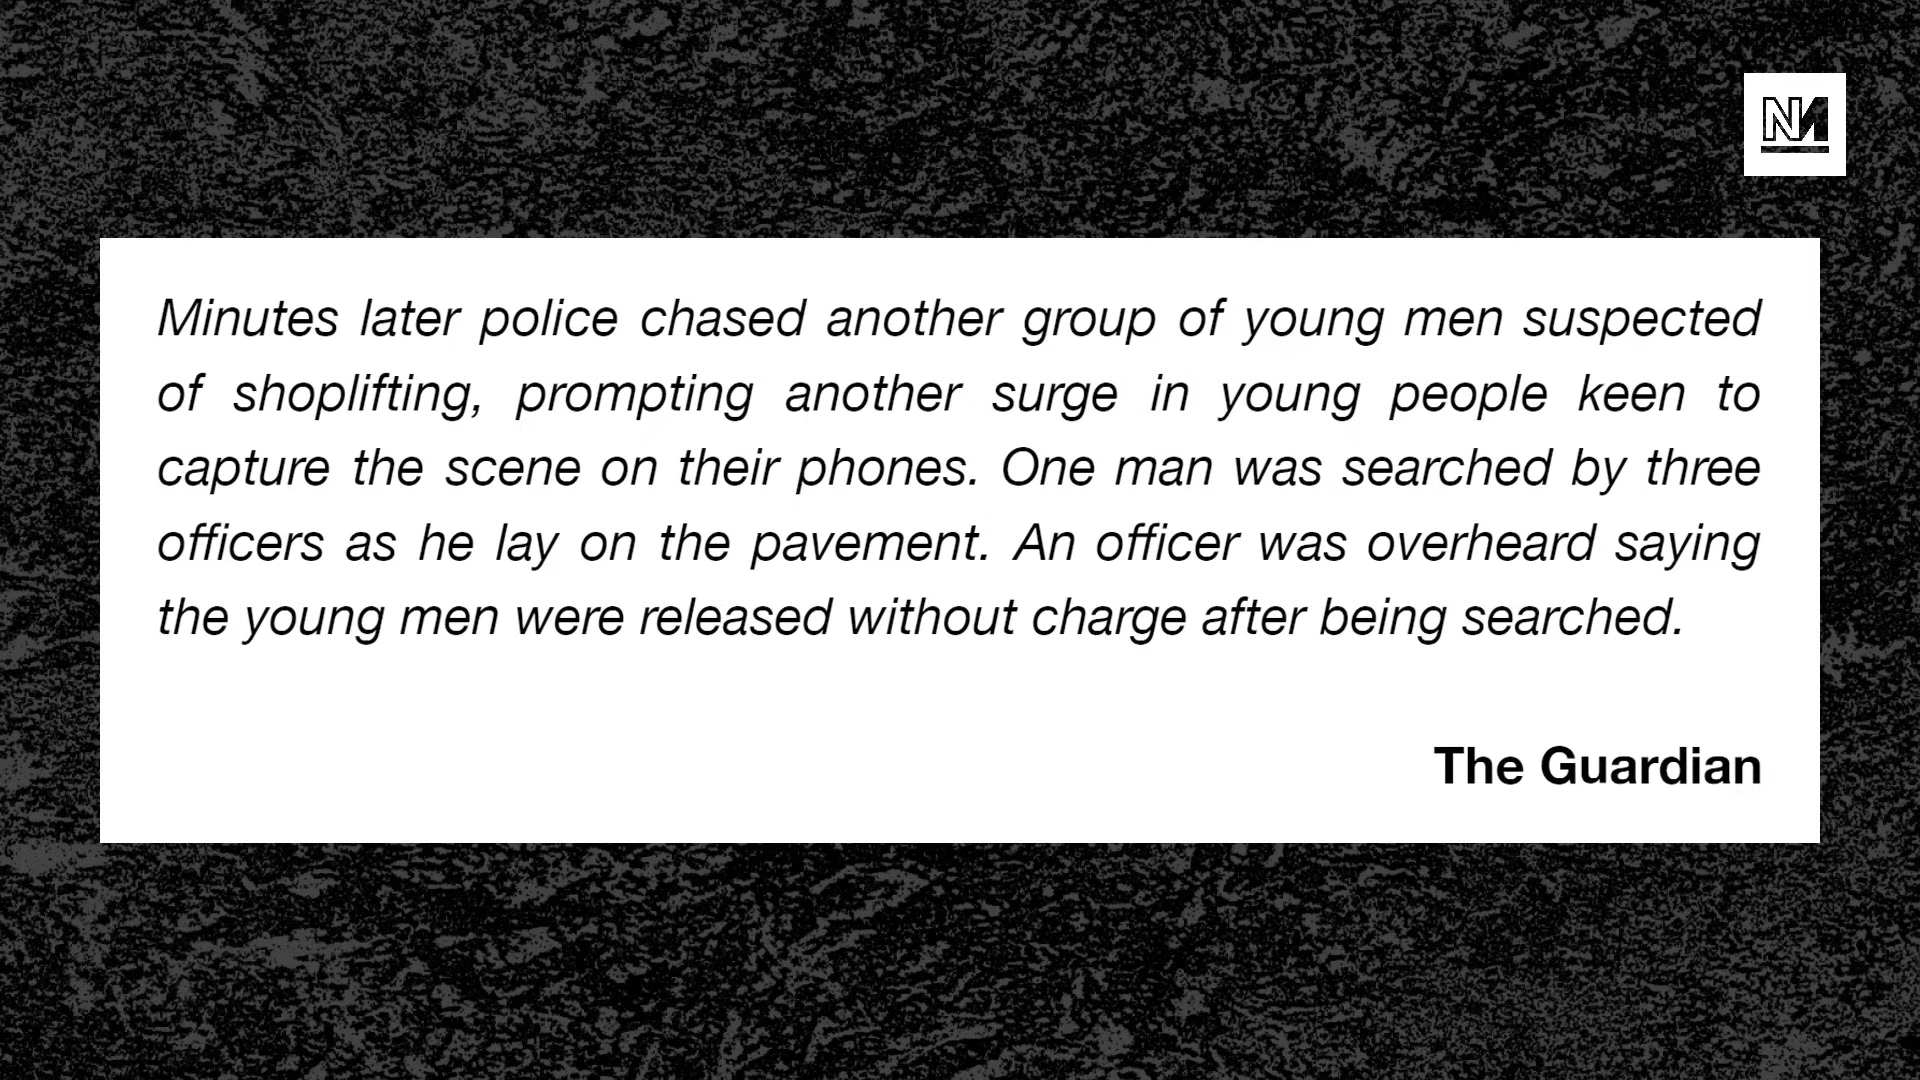 NM
Minutes later police chased another group of young men suspected
of shoplifting, prompting another surge in young people keen to
capture the scene on their phones. One man was searched by three
officers as he lay on the pavement. An officer was overheard saying
the young men were released without charge after being searched.
The Guardian